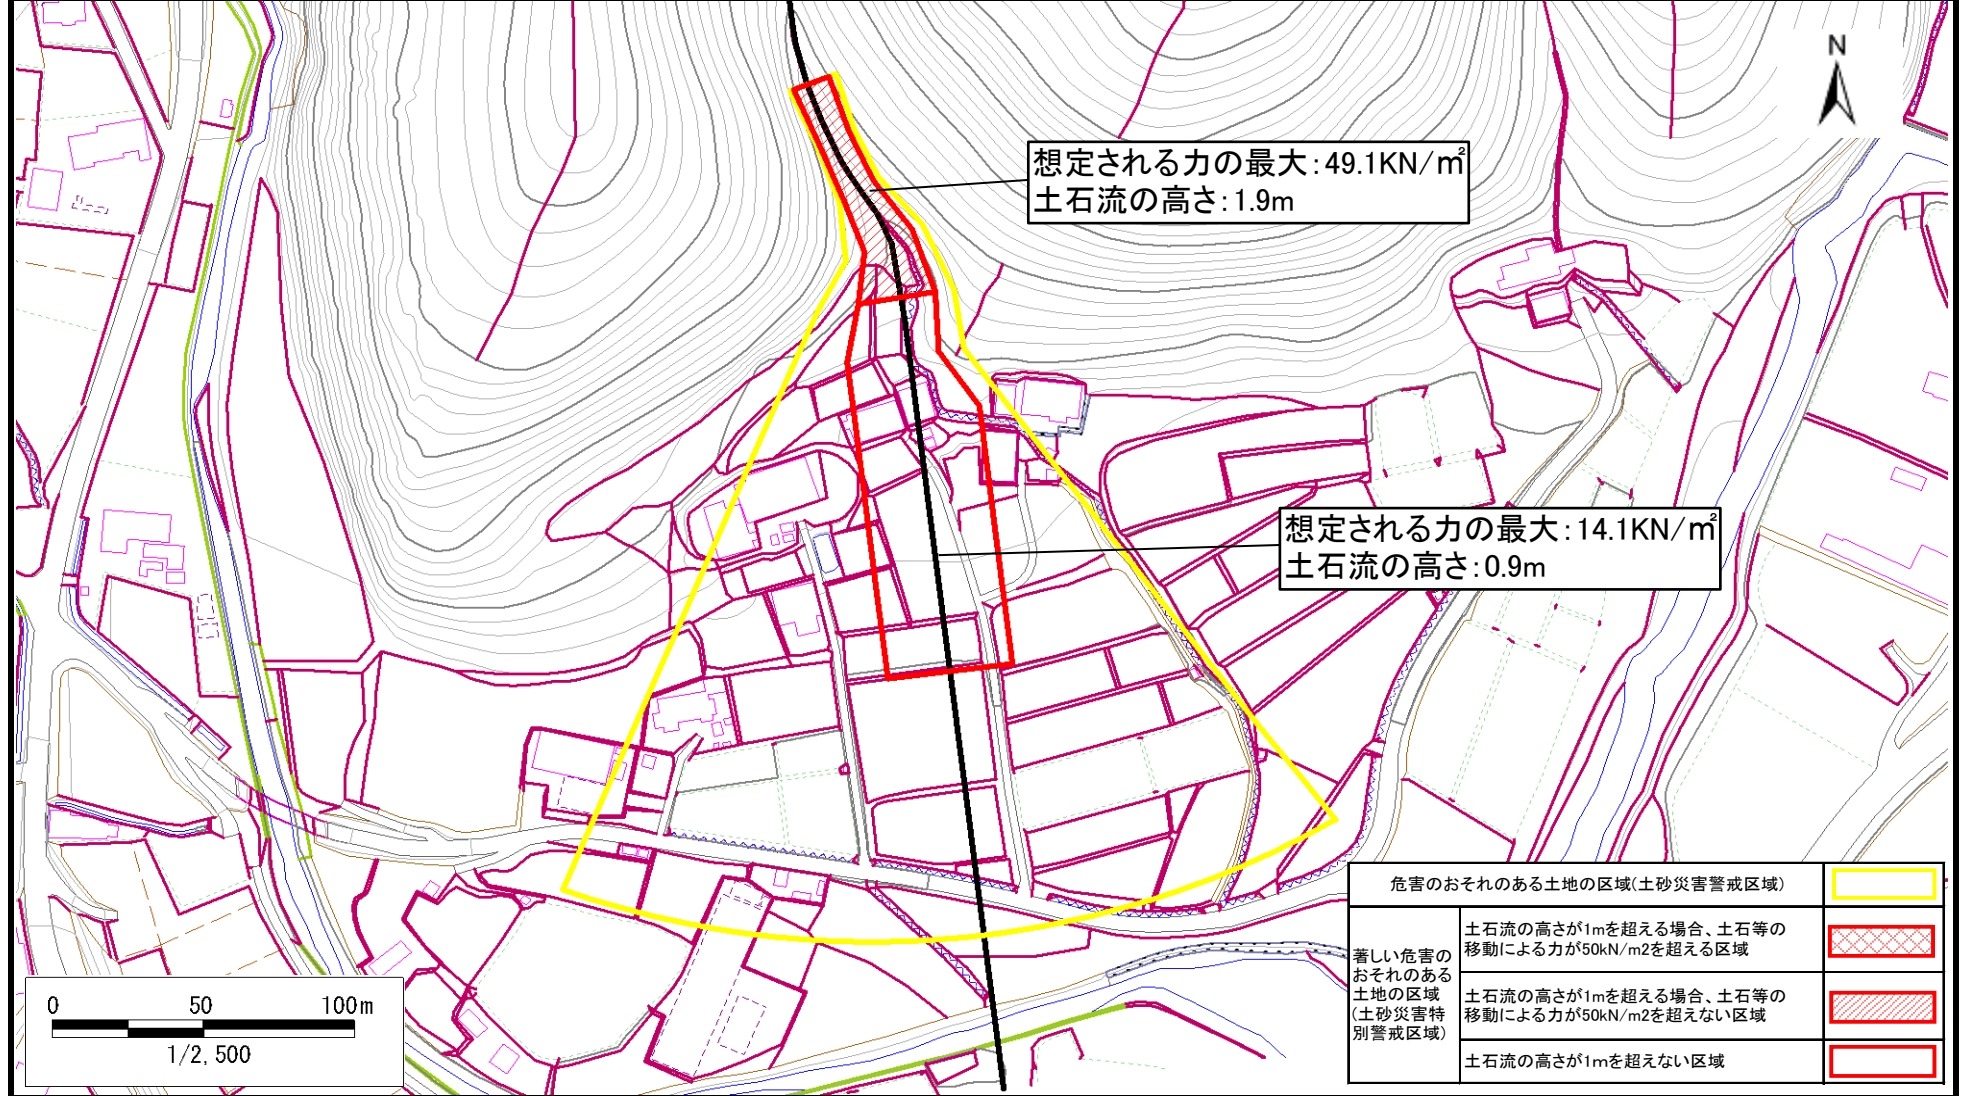 N
想定される力の最大:49.1KN/㎡
土石流の高さ:1.9m
想定される力の最大:14.1KN/㎡
土石流の高さ:0.9m
危害のおそれのある土地の区域(土砂災害警戒区域)
著しい危害の
おそれのある
土地の区域
(土砂災害特
別警戒区域)
土石流の高さが1mを超える場合、土石等の
移動による力が50kN/m2を超える区域
土石流の高さが1mを超える場合、土石等の
移動による力が50kN/m2を超えない区域
土石流の高さが1mを超えない区域
0 50 100m
1/2,500